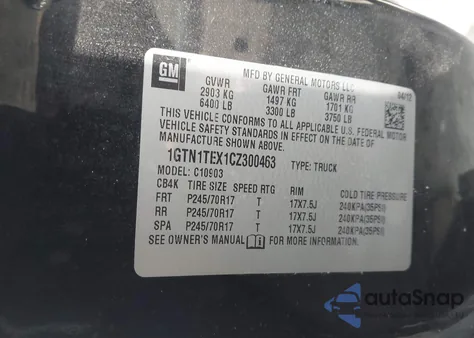 GM
MFD BY GENERAL MOTORS LLC
04/12
GVWR GAWR FRT GAWR RR
2903 KG 1497 KG 1701 KG
6400 LB 3300 LB 3750 LB
THIS VEHICLE CONFORMS TO ALL APPLICABLE U.S. FEDERAL MOTOR
VEHICLE SAFETY STANDARDS IN EFFECT ON THE DATE OF
MANUFACTURE SHOWN ABOVE.
1GTN1TEX1CZ300463 TYPE: TRUCK
MODEL: C10903
CB4K TIRE SIZE SPEED RTG RIM COLD TIRE PRESSURE
FRT P245/70R17 T 17X7.5J 240KPA(35PSI)
RR P245/70R17 T 17X7.5J 240KPA(35PSI)
SPA P245/70R17 T 17X7.5J 240KPA(35PSI)
SEE OWNER'S MANUAL FOR MORE INFORMATION.
autoSnap